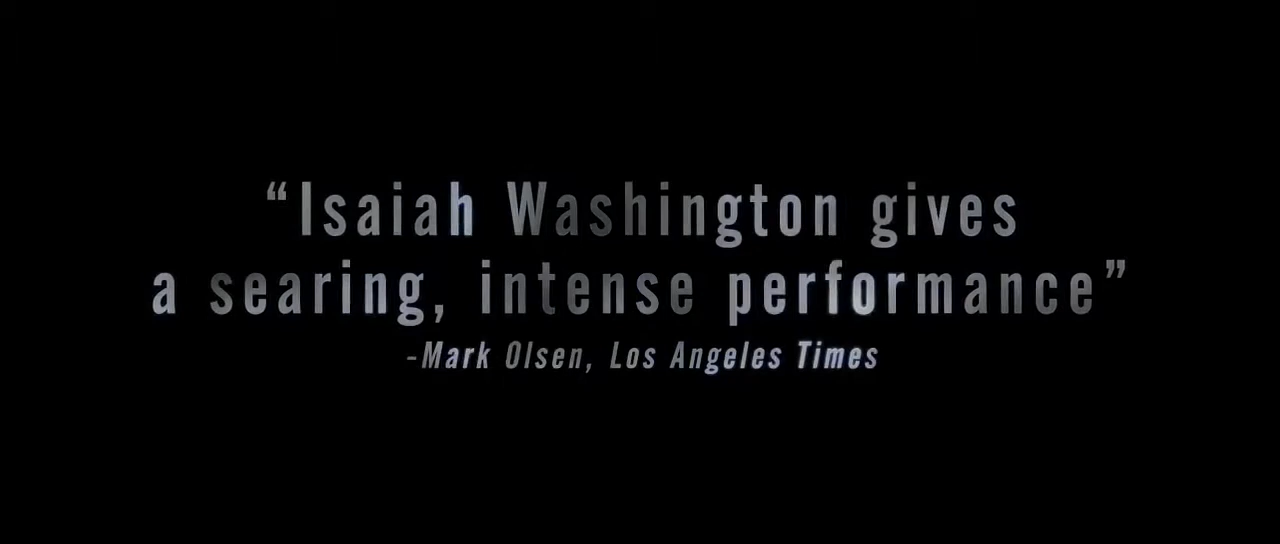 “Isaiah Washington gives
a searing, intense performance”
-Mark Olsen, Los Angeles Times